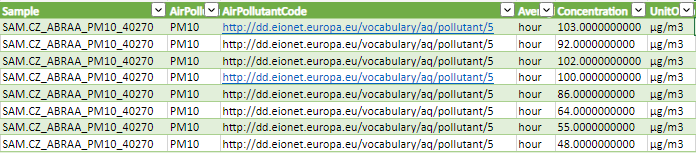 Sample AirPollu AirPollutantCode Avera Concentration UnitO
SAM.CZ_ABRAA_PM10_40270 PM10 http://dd.eionet.europa.eu/vocabulary/aq/pollutant/5 hour 103.0000000000 µg/m3
SAM.CZ_ABRAA_PM10_40270 PM10 http://dd.eionet.europa.eu/vocabulary/aq/pollutant/5 hour 92.0000000000 µg/m3
SAM.CZ_ABRAA_PM10_40270 PM10 http://dd.eionet.europa.eu/vocabulary/aq/pollutant/5 hour 102.0000000000 µg/m3
SAM.CZ_ABRAA_PM10_40270 PM10 http://dd.eionet.europa.eu/vocabulary/aq/pollutant/5 hour 100.0000000000 µg/m3
SAM.CZ_ABRAA_PM10_40270 PM10 http://dd.eionet.europa.eu/vocabulary/aq/pollutant/5 hour 86.0000000000 µg/m3
SAM.CZ_ABRAA_PM10_40270 PM10 http://dd.eionet.europa.eu/vocabulary/aq/pollutant/5 hour 64.0000000000 µg/m3
SAM.CZ_ABRAA_PM10_40270 PM10 http://dd.eionet.europa.eu/vocabulary/aq/pollutant/5 hour 55.0000000000 µg/m3
SAM.CZ_ABRAA_PM10_40270 PM10 http://dd.eionet.europa.eu/vocabulary/aq/pollutant/5 hour 48.0000000000 µg/m3